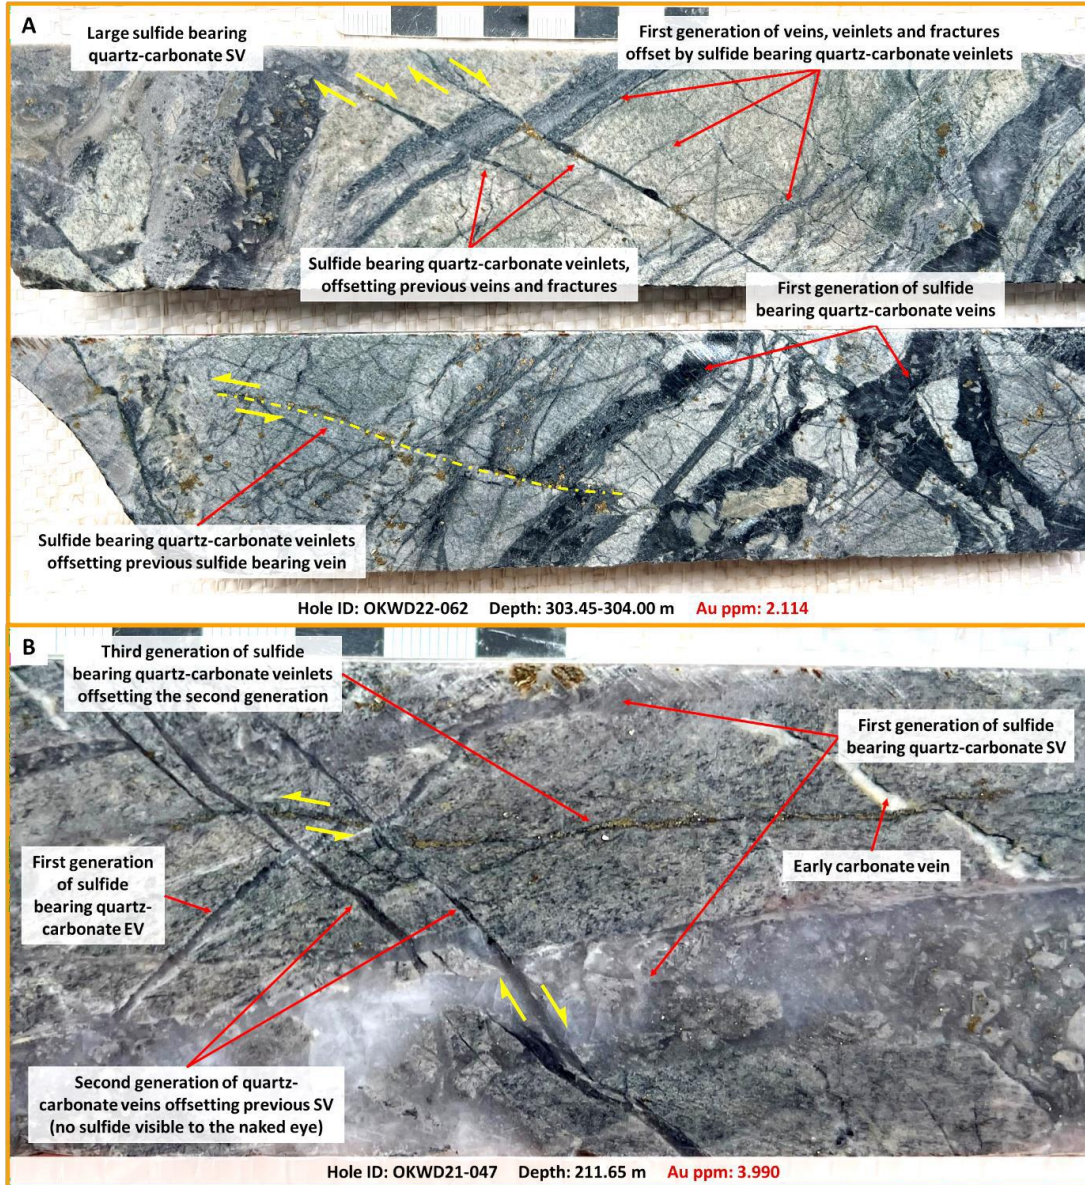 A
Large sulfide bearing
quartz-carbonate SV
First generation of veins, veinlets and fractures
offset by sulfide bearing quartz-carbonate veinlets
Sulfide bearing quartz-carbonate veinlets,
offsetting previous veins and fractures
First generation of sulfide
bearing quartz-carbonate veins
Sulfide bearing quartz-carbonate veinlets
offsetting previous sulfide bearing vein
Hole ID: OKWD22-062 Depth: 303.45-304.00 m Au ppm: 2.114
B
Third generation of sulfide
bearing quartz-carbonate veinlets
offsetting the second generation
First generation of sulfide
bearing quartz-carbonate SV
First generation
of sulfide
bearing quartz-
carbonate EV
Early carbonate vein
Second generation of quartz-
carbonate veins offsetting previous SV
(no sulfide visible to the naked eye)
Hole ID: OKWD21-047 Depth: 211.65 m Au ppm: 3.990